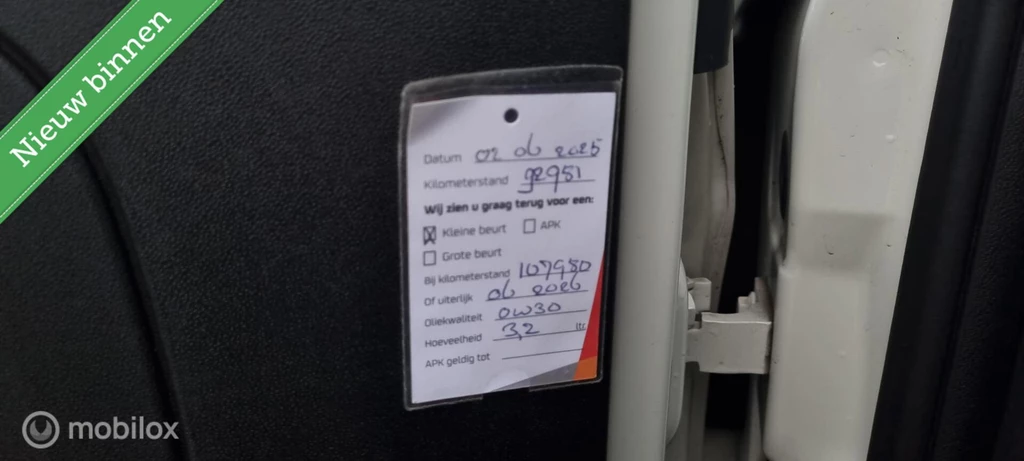 Nieuw binnen
Datum 02 06 2025
Kilometerstand 92951
Wij zien u graag terug voor een:
Kleine beurt APK
Grote beurt
Bij kilometerstand 107950
Of uiterlijk 06 2026
Oliekwaliteit 0W30
Hoeveelheid 3,2 ltr.
APK geldig tot
mobilox